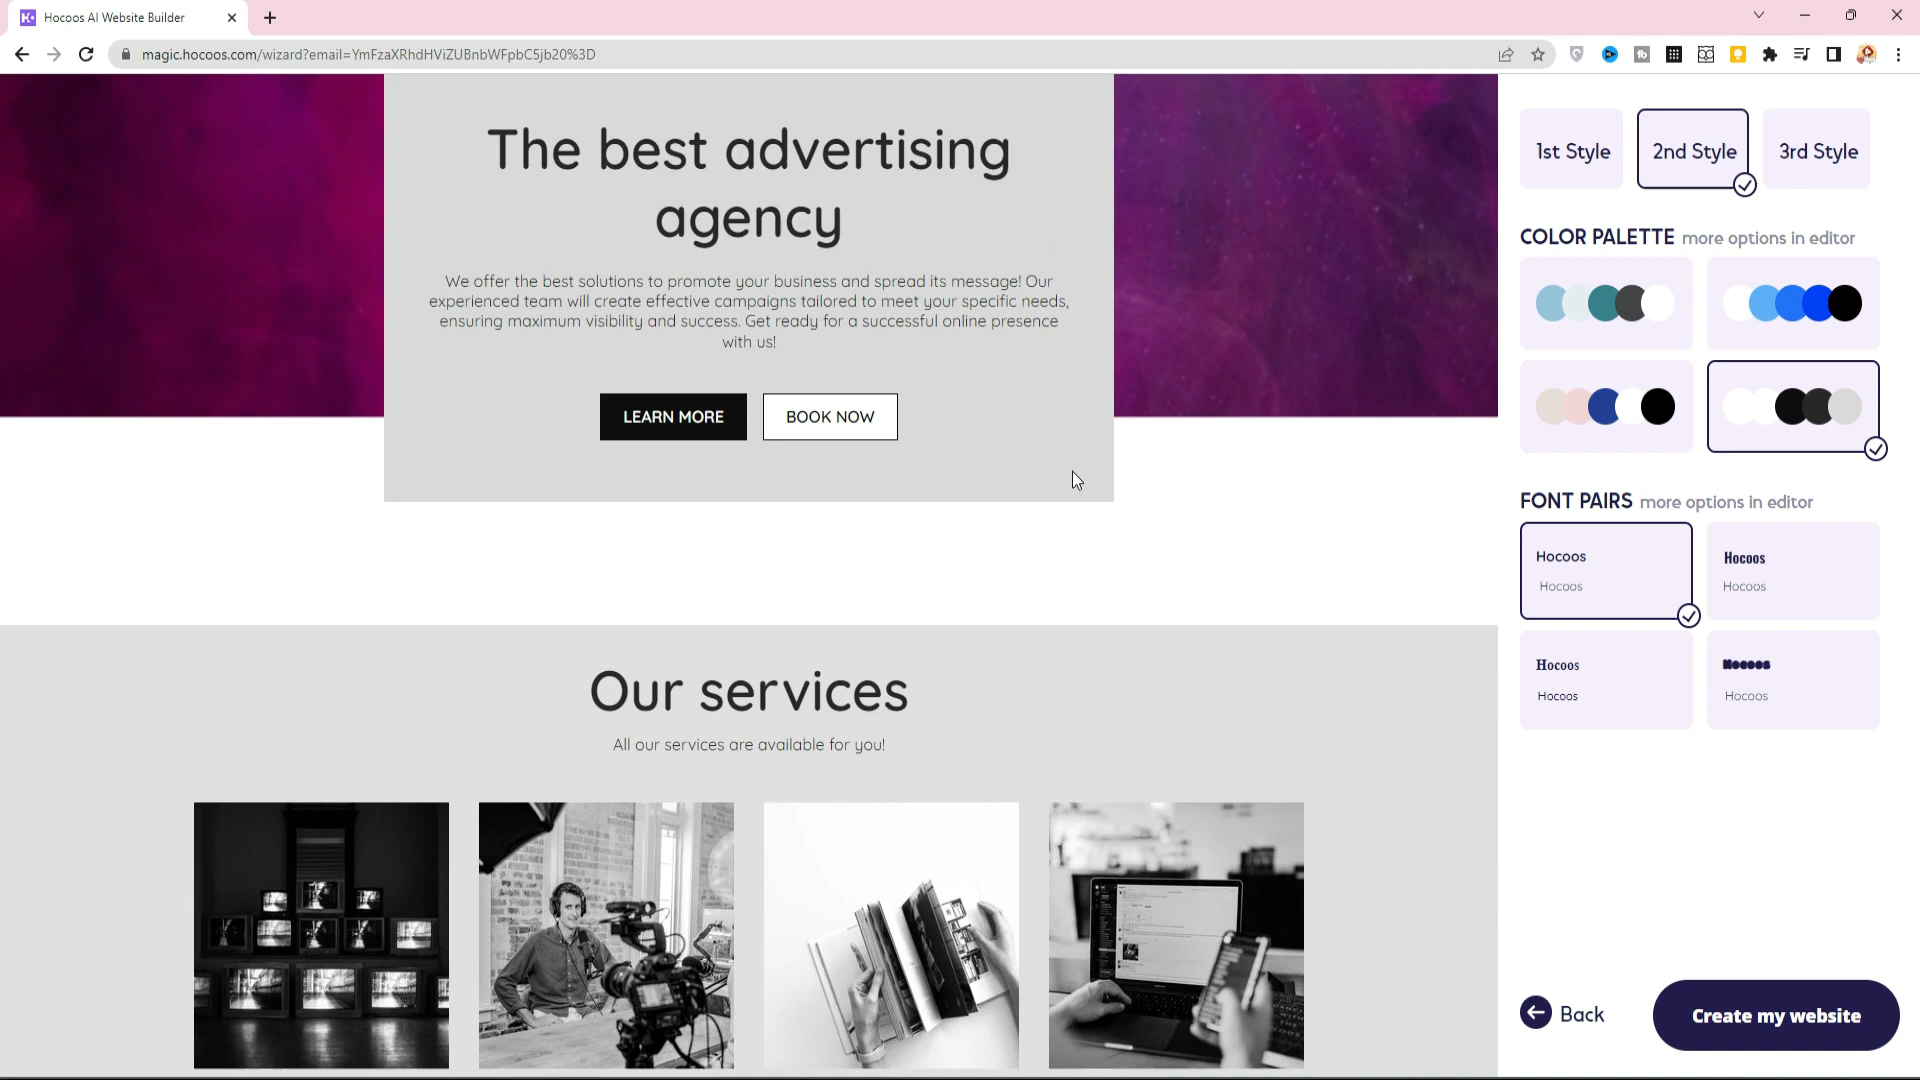 Hocoos AI Website Builder
magic.hocoos.com/wizard?email=YmFzaXRhdHViZUBnbWFpbC5jb20%3D
The best advertising
agency
We offer the best solutions to promote your business and spread its message! Our
experienced team will create effective campaigns tailored to meet your specific needs,
ensuring maximum visibility and success. Get ready for a successful online presence
with us!
LEARN MORE
BOOK NOW
Our services
All our services are available for you!
1st Style
2nd Style
3rd Style
COLOR PALETTE more options in editor
FONT PAIRS more options in editor
Hocoos
Hocoos
Hocoos
Hocoos
Hocoos
Hocoos
Hocoos
Hocoos
Back
Create my website